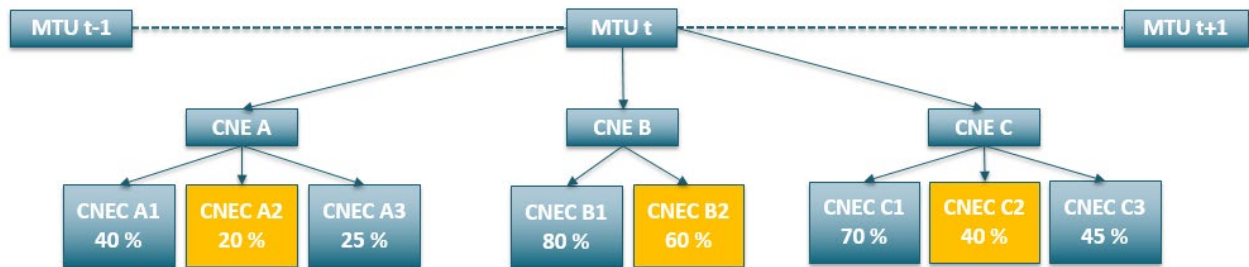 MTU t-1
MTU t
MTU t+1
CNE A
CNE B
CNE C
CNEC A1
40 %
CNEC A2
20 %
CNEC A3
25 %
CNEC B1
80 %
CNEC B2
60 %
CNEC C1
70 %
CNEC C2
40 %
CNEC C3
45 %